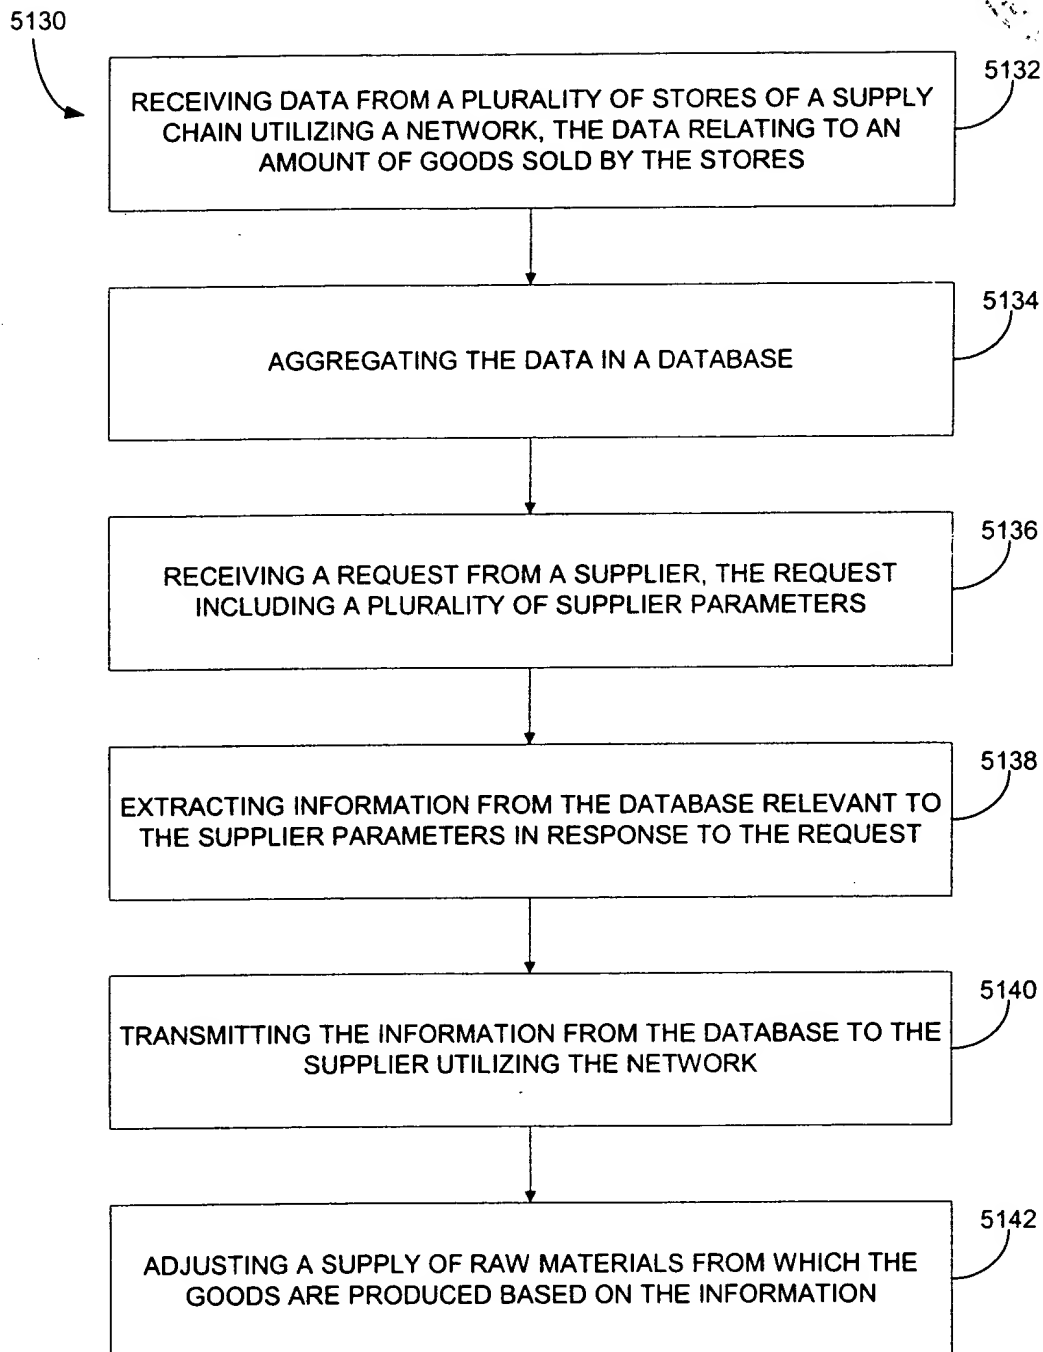 5130
5132
RECEIVING DATA FROM A PLURALITY OF STORES OF A SUPPLY
CHAIN UTILIZING A NETWORK, THE DATA RELATING TO AN
AMOUNT OF GOODS SOLD BY THE STORES
5134
AGGREGATING THE DATA IN A DATABASE
5136
RECEIVING A REQUEST FROM A SUPPLIER, THE REQUEST
INCLUDING A PLURALITY OF SUPPLIER PARAMETERS
5138
EXTRACTING INFORMATION FROM THE DATABASE RELEVANT TO
THE SUPPLIER PARAMETERS IN RESPONSE TO THE REQUEST
5140
TRANSMITTING THE INFORMATION FROM THE DATABASE TO THE
SUPPLIER UTILIZING THE NETWORK
5142
ADJUSTING A SUPPLY OF RAW MATERIALS FROM WHICH THE
GOODS ARE PRODUCED BASED ON THE INFORMATION